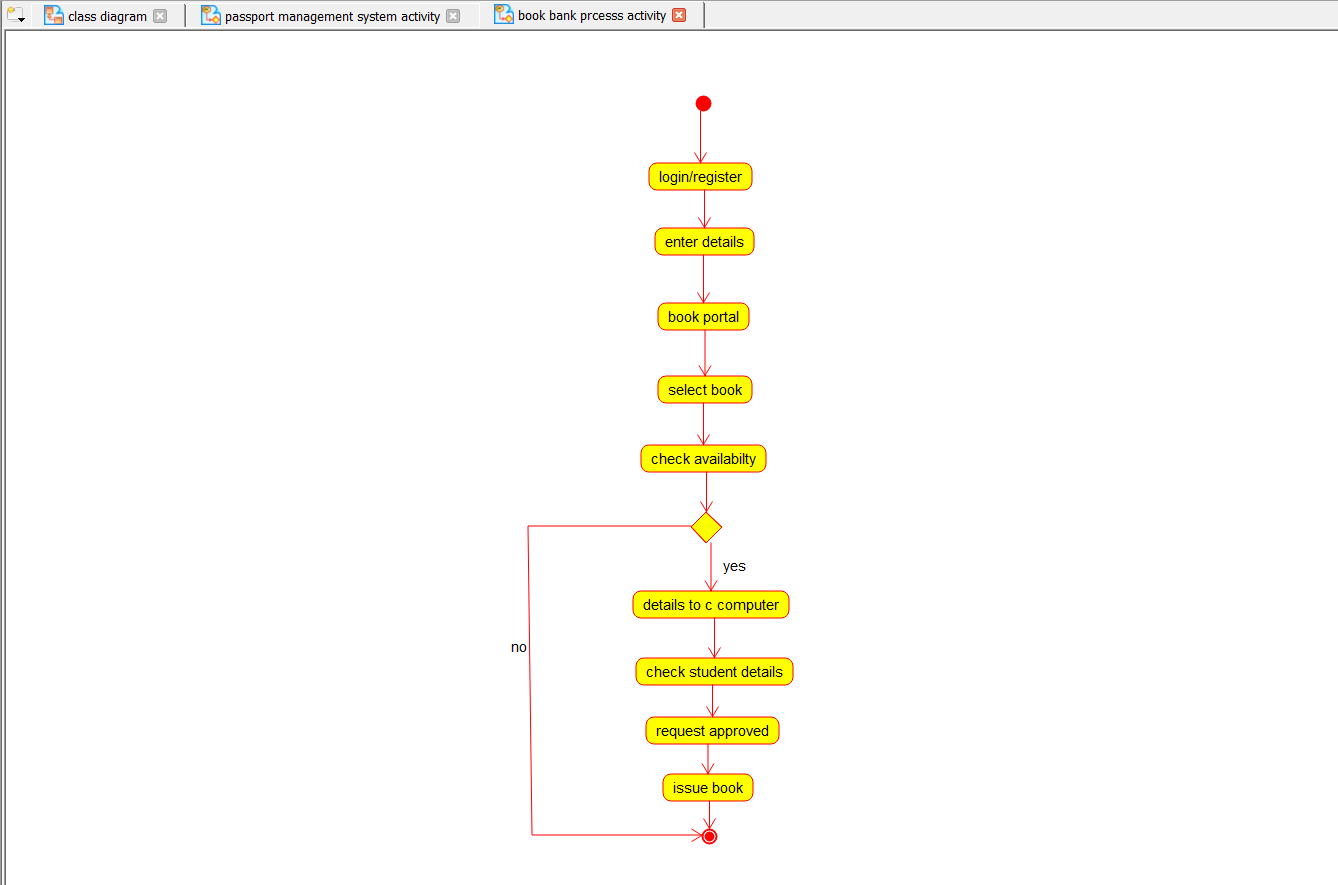 class diagram
passport management system activity
book bank prcesss activity
login/register
enter details
book portal
select book
check availabilty
yes
details to c computer
no
check student details
request approved
issue book